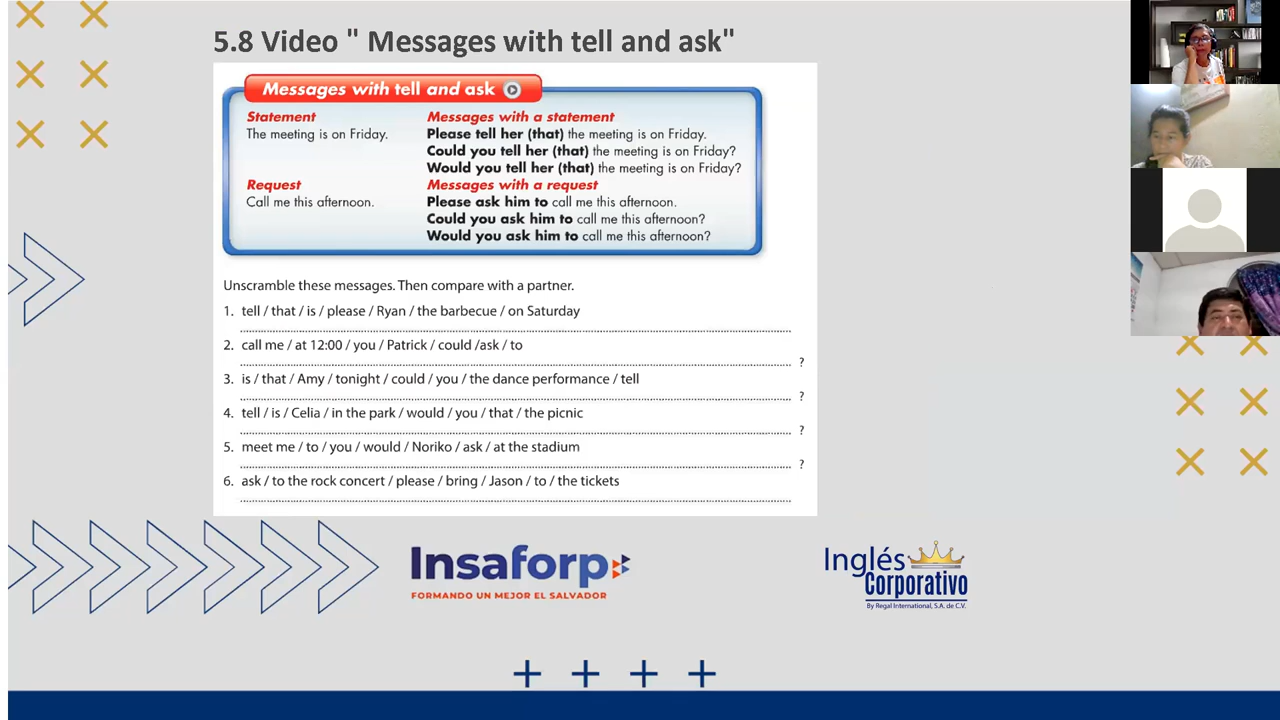 5.8 Video " Messages with tell and ask"
Messages with tell and ask
Statement
The meeting is on Friday.
Messages with a statement
Please tell her (that) the meeting is on Friday.
Could you tell her (that) the meeting is on Friday?
Would you tell her (that) the meeting is on Friday?
Request
Call me this afternoon.
Messages with a request
Please ask him to call me this afternoon.
Could you ask him to call me this afternoon?
Would you ask him to call me this afternoon?
Unscramble these messages. Then compare with a partner.
1. tell / that / is / please / Ryan / the barbecue / on Saturday
2. call me / at 12:00 / you / Patrick / could /ask / to
?
3. is / that / Amy / tonight / could / you / the dance performance / tell
?
4. tell / is / Celia / in the park / would / you / that / the picnic
?
5. meet me / to / you / would / Noriko / ask / at the stadium
?
6. ask / to the rock concert / please / bring / Jason / to / the tickets
Insaforp
FORMANDO UN MEJOR EL SALVADOR
Inglés
Corporativo
By Regal International, S.A. de C.V.